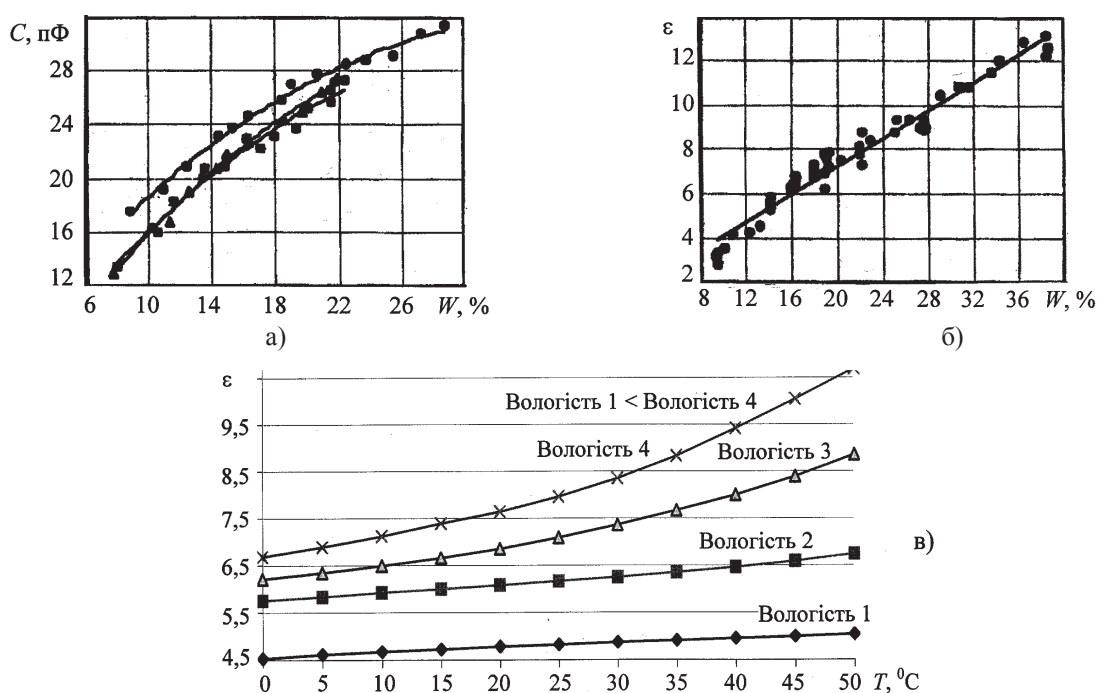 C, пФ
28
24
20
16
12
6 10 14 18 22 26 W, %
а)
ε
12
10
8
6
4
2
8 12 16 20 24 28 32 36 W, %
б)
ε
9,5
8,5
7,5
6,5
5,5
4,5
Вологість 1 < Вологість 4
Вологість 4
Вологість 3
Вологість 2
Вологість 1
0 5 10 15 20 25 30 35 40 45 50 T, ⁰C
в)